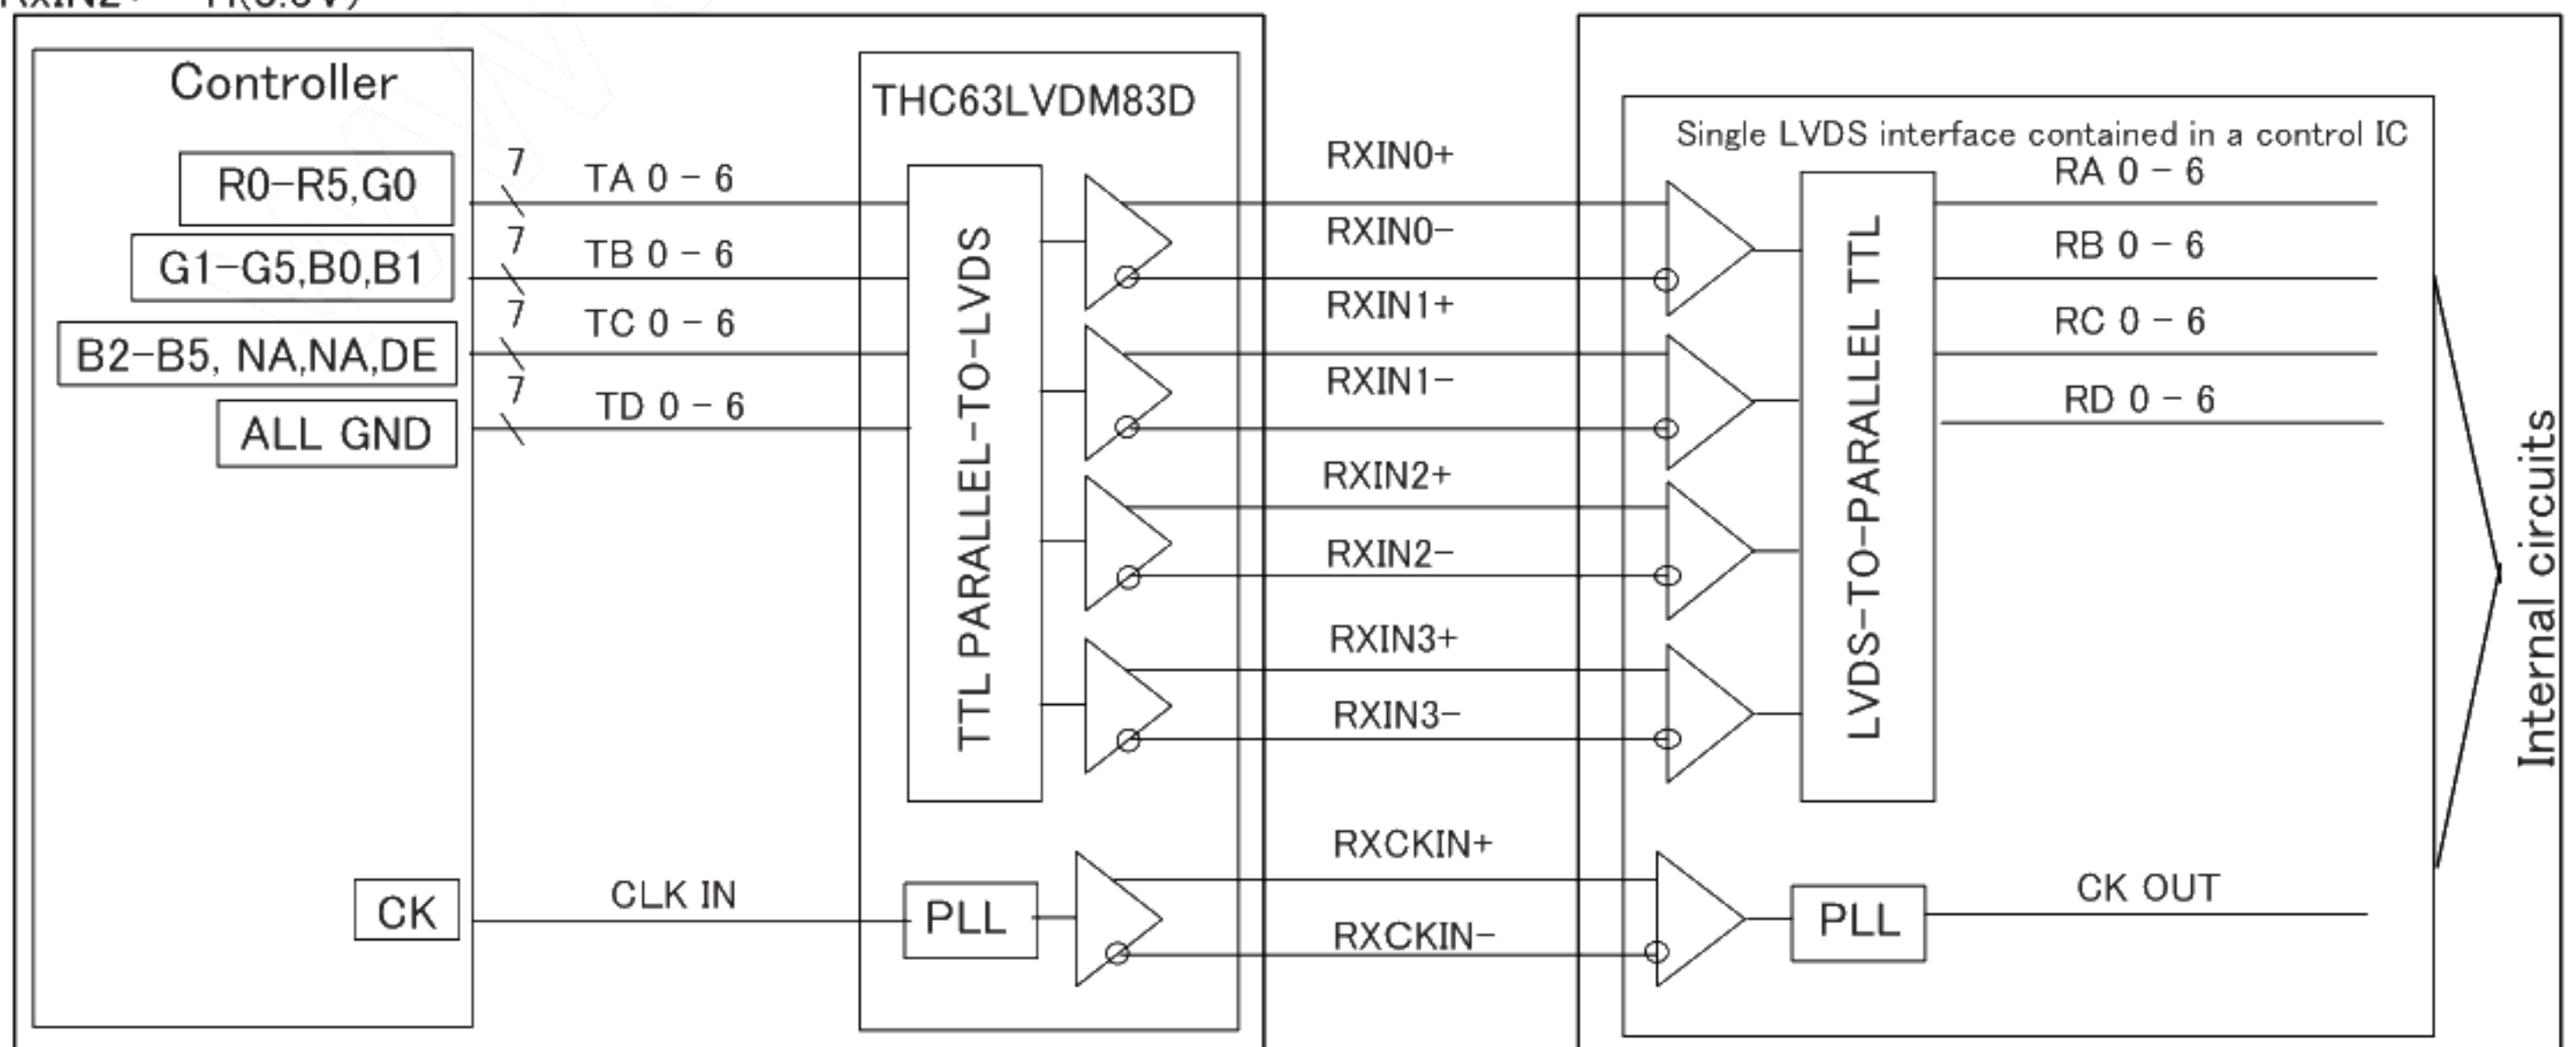 Controller
R0-R5,G0
G1-G5,B0,B1
B2-B5, NA,NA,DE
ALL GND
CK
7
TA 0 - 6
7
TB 0 - 6
7
TC 0 - 6
7
TD 0 - 6
CLK IN
THC63LVDM83D
TTL PARALLEL-TO-LVDS
PLL
RXIN0+
RXIN0-
RXIN1+
RXIN1-
RXIN2+
RXIN2-
RXIN3+
RXIN3-
RXCKIN+
RXCKIN-
Single LVDS interface contained in a control IC
LVDS-TO-PARALLEL TTL
PLL
RA 0 - 6
RB 0 - 6
RC 0 - 6
RD 0 - 6
CK OUT
Internal circuits